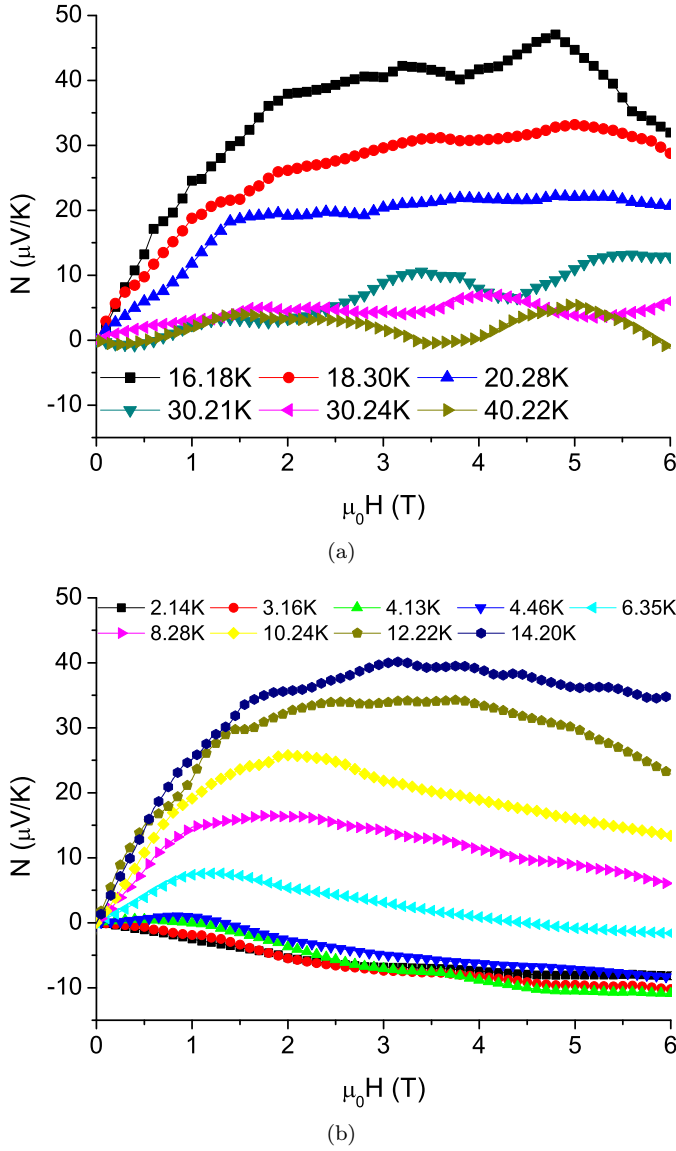 50
40
30
20
10
0
-10
N (μV/K)
16.18K 18.30K 20.28K
30.21K 30.24K 40.22K
0 1 2 3 4 5 6
μ₀H (T)
(a)
50
40
30
20
10
0
-10
N (μV/K)
2.14K 3.16K 4.13K 4.46K 6.35K
8.28K 10.24K 12.22K 14.20K
0 1 2 3 4 5 6
μ₀H (T)
(b)